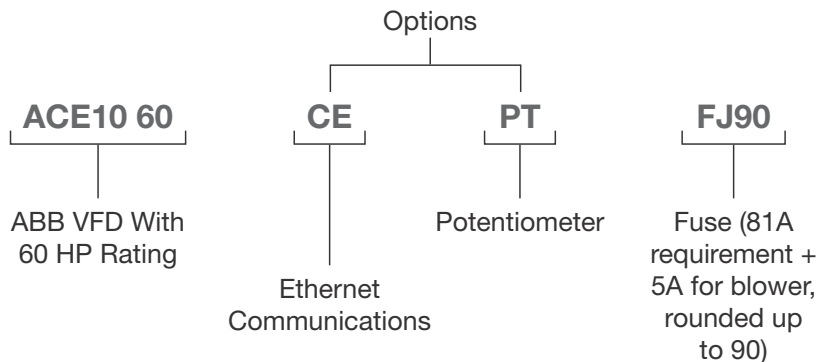 Options
ACE10 60
CE
PT
FJ90
ABB VFD With
60 HP Rating
Ethernet
Communications
Potentiometer
Fuse (81A
requirement +
5A for blower,
rounded up
to 90)